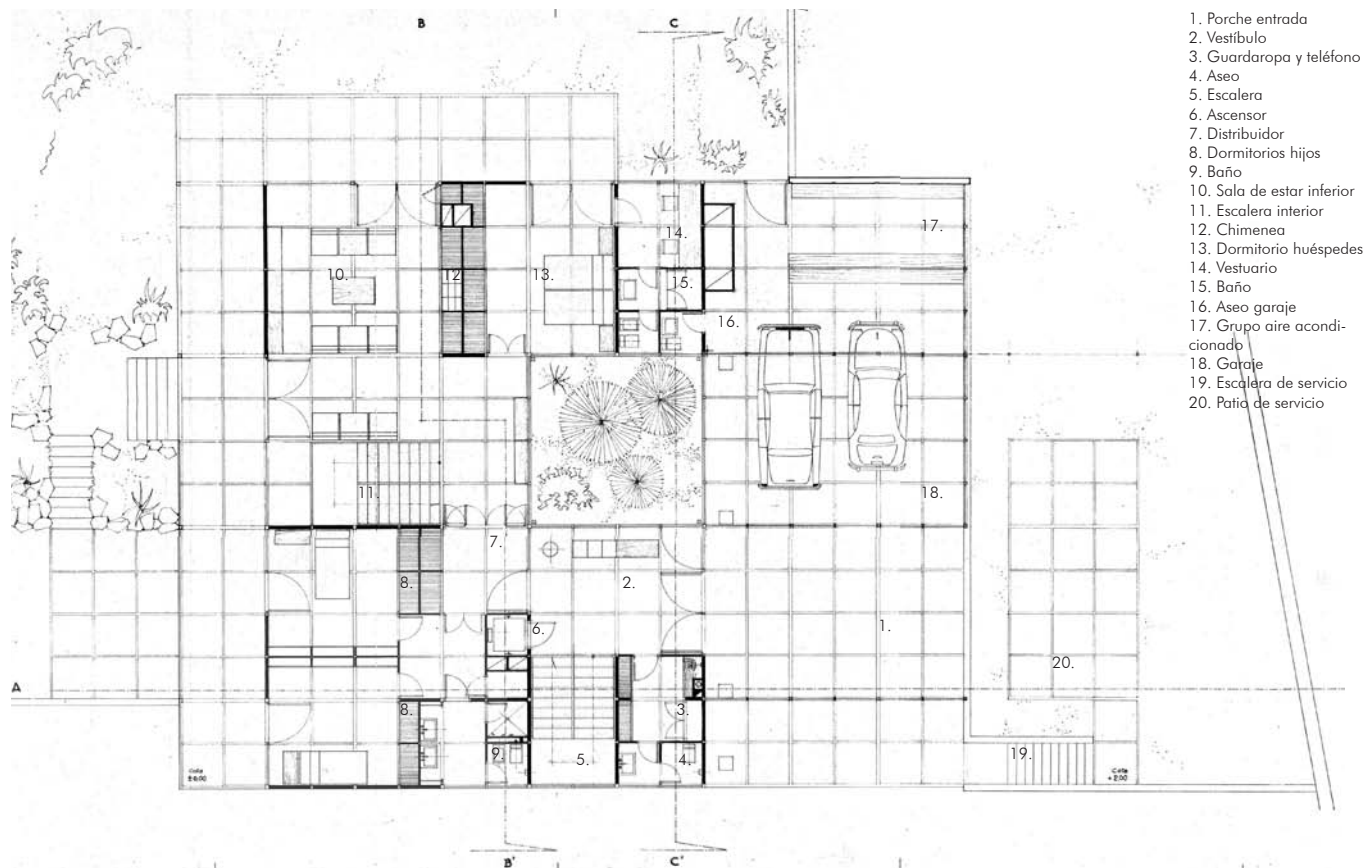 B
C
1. Porche entrada
2. Vestíbulo
3. Guardaropa y teléfono
4. Aseo
5. Escalera
6. Ascensor
7. Distribuidor
8. Dormitorios hijos
9. Baño
10. Sala de estar inferior
11. Escalera interior
12. Chimenea
13. Dormitorio huéspedes
14. Vestuario
15. Baño
16. Aseo garaje
17. Grupo aire acondi-
cionado
18. Garaje
19. Escalera de servicio
20. Patio de servicio
14.
17.
10.
12
13.
15.
16.
11.
18.
7.
8.
2.
6.
1.
20.
A
8.
3.
9.
5.
4.
19.
Cota
Cota
B'
C'